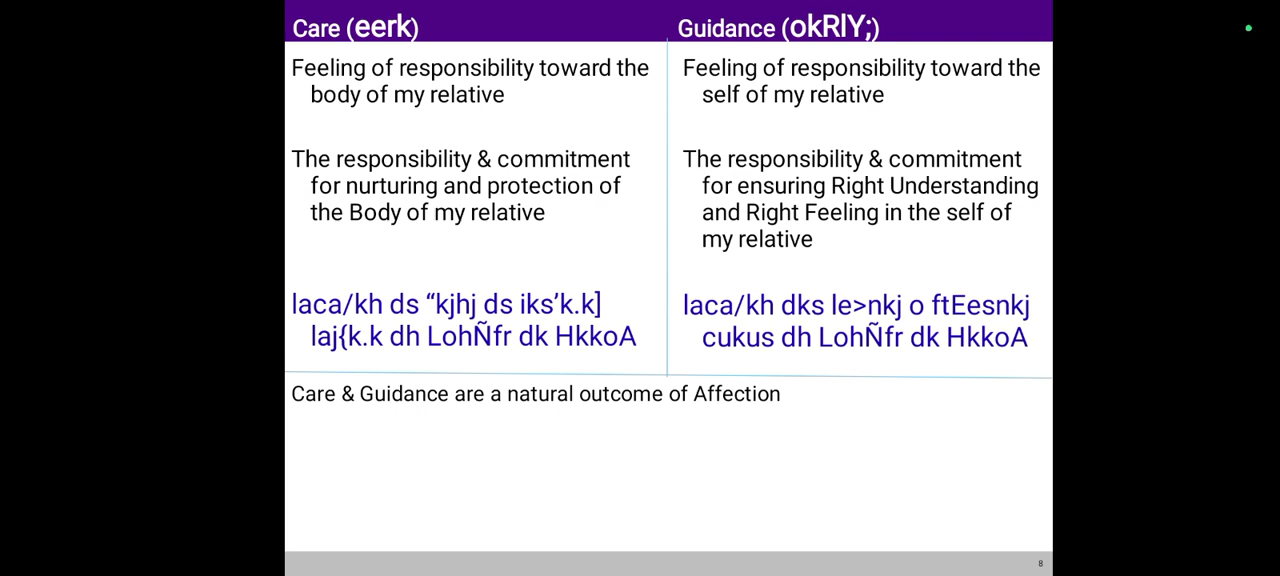 Care (eerk)
Guidance (okRlY;)
Feeling of responsibility toward the
body of my relative
The responsibility & commitment
for nurturing and protection of
the Body of my relative
laca/kh ds “kjhj ds iks’k.k]
laj{k.k dh LohÑfr dk HkkoA
Feeling of responsibility toward the
self of my relative
The responsibility & commitment
for ensuring Right Understanding
and Right Feeling in the self of
my relative
laca/kh dks le>nkj o ftEesnkj
cukus dh LohÑfr dk HkkoA
Care & Guidance are a natural outcome of Affection
8